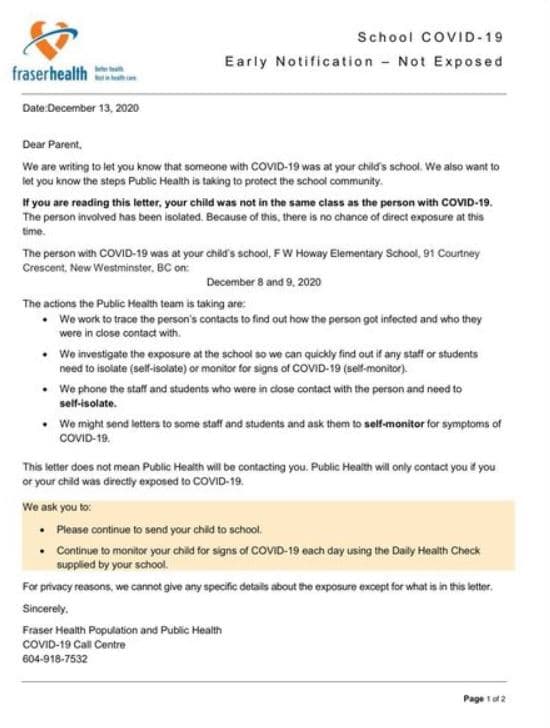 School COVID-19
Early Notification – Not Exposed
fraserhealth
Better health.
Best in health care.
Date:December 13, 2020
Dear Parent,
We are writing to let you know that someone with COVID-19 was at your child's school. We also want to
let you know the steps Public Health is taking to protect the school community.
If you are reading this letter, your child was not in the same class as the person with COVID-19.
The person involved has been isolated. Because of this, there is no chance of direct exposure at this
time.
The person with COVID-19 was at your child's school, F W Howay Elementary School, 91 Courtney
Crescent, New Westminster, BC on:
December 8 and 9, 2020
The actions the Public Health team is taking are:
• We work to trace the person's contacts to find out how the person got infected and who they
were in close contact with.
• We investigate the exposure at the school so we can quickly find out if any staff or students
need to isolate (self-isolate) or monitor for signs of COVID-19 (self-monitor).
• We phone the staff and students who were in close contact with the person and need to
self-isolate.
• We might send letters to some staff and students and ask them to self-monitor for symptoms of
COVID-19.
This letter does not mean Public Health will be contacting you. Public Health will only contact you if you
or your child was directly exposed to COVID-19.
We ask you to:
• Please continue to send your child to school.
• Continue to monitor your child for signs of COVID-19 each day using the Daily Health Check
supplied by your school.
For privacy reasons, we cannot give any specific details about the exposure except for what is in this letter.
Sincerely,
Fraser Health Population and Public Health
COVID-19 Call Centre
604-918-7532
Page 1 of 2